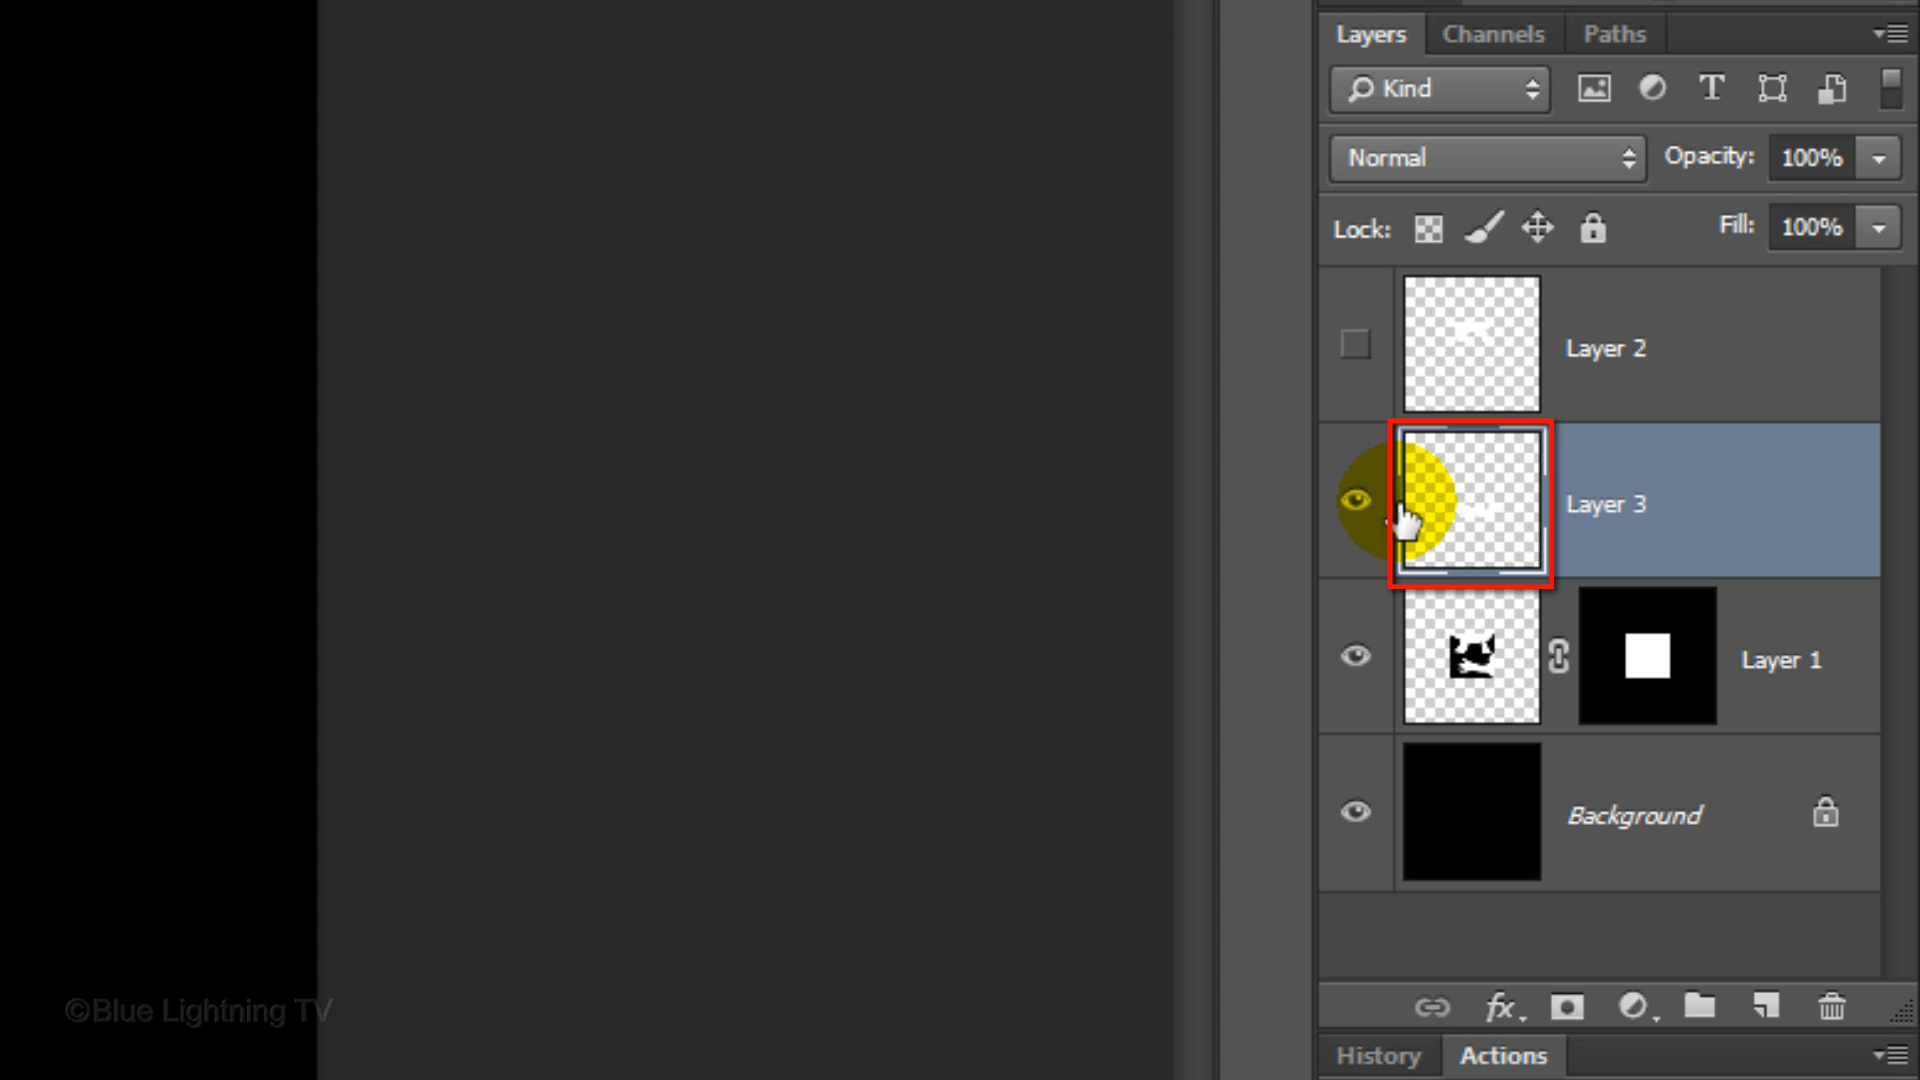 Layers Channels Paths
Kind T
Normal Opacity: 100%
Lock: Fill: 100%
Layer 2
Layer 3
Layer 1
Background
fx
©Blue Lightning TV
History Actions